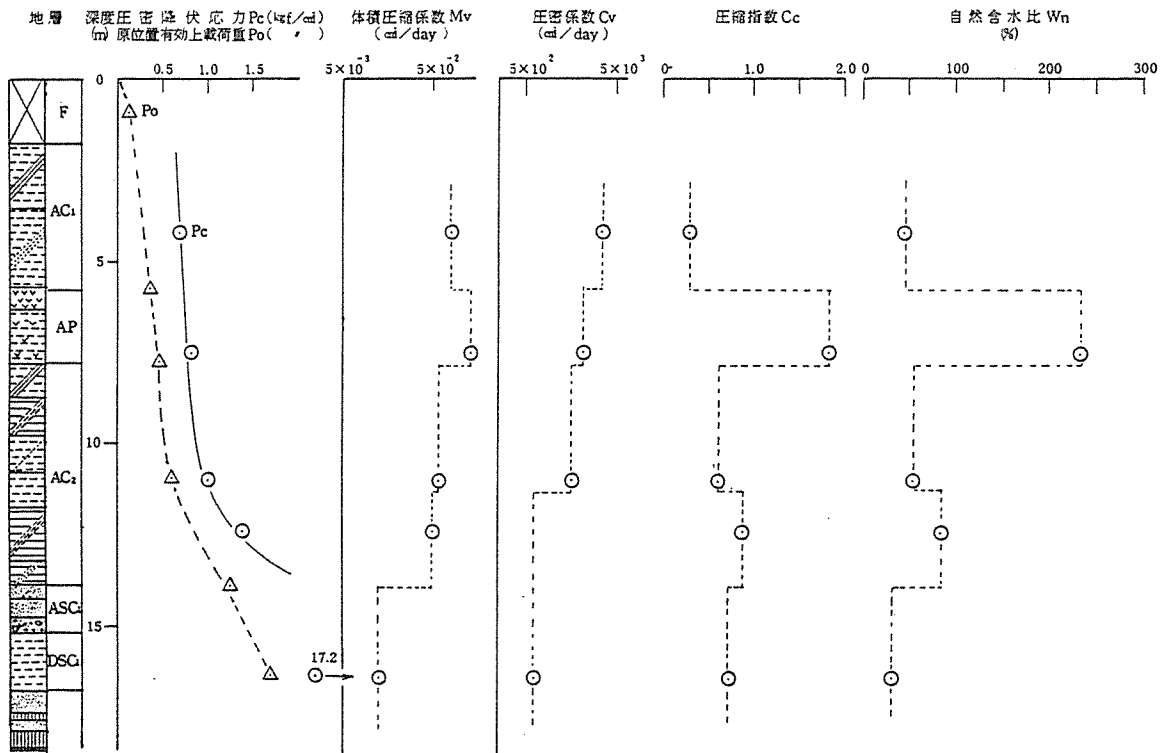 地層 深度 圧密降伏応力Pc(kgf/c㎡) 体積圧縮係数Mv 圧密係数Cv 圧縮指数Cc 自然含水比Wn
(m) 原位置有効上載荷重Po( 〃 ) (c㎡/day) (c㎡/day) (%)
0.5 1.0 1.5 5×10⁻³ 5×10⁻² 5×10² 5×10³ 0 1.0 2.0 0 100 200 300
0
F Po
AC₁ Pc
5
AP
10
AC₂
ASC
15
17.2
DSC₁